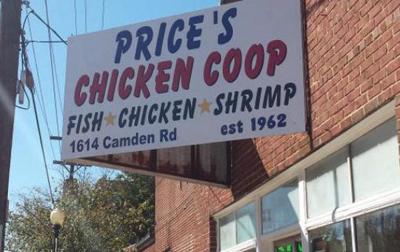 PRICE'S
CHICKEN COOP
FISH★CHICKEN★SHRIMP
1614 Camden Rd est 1962